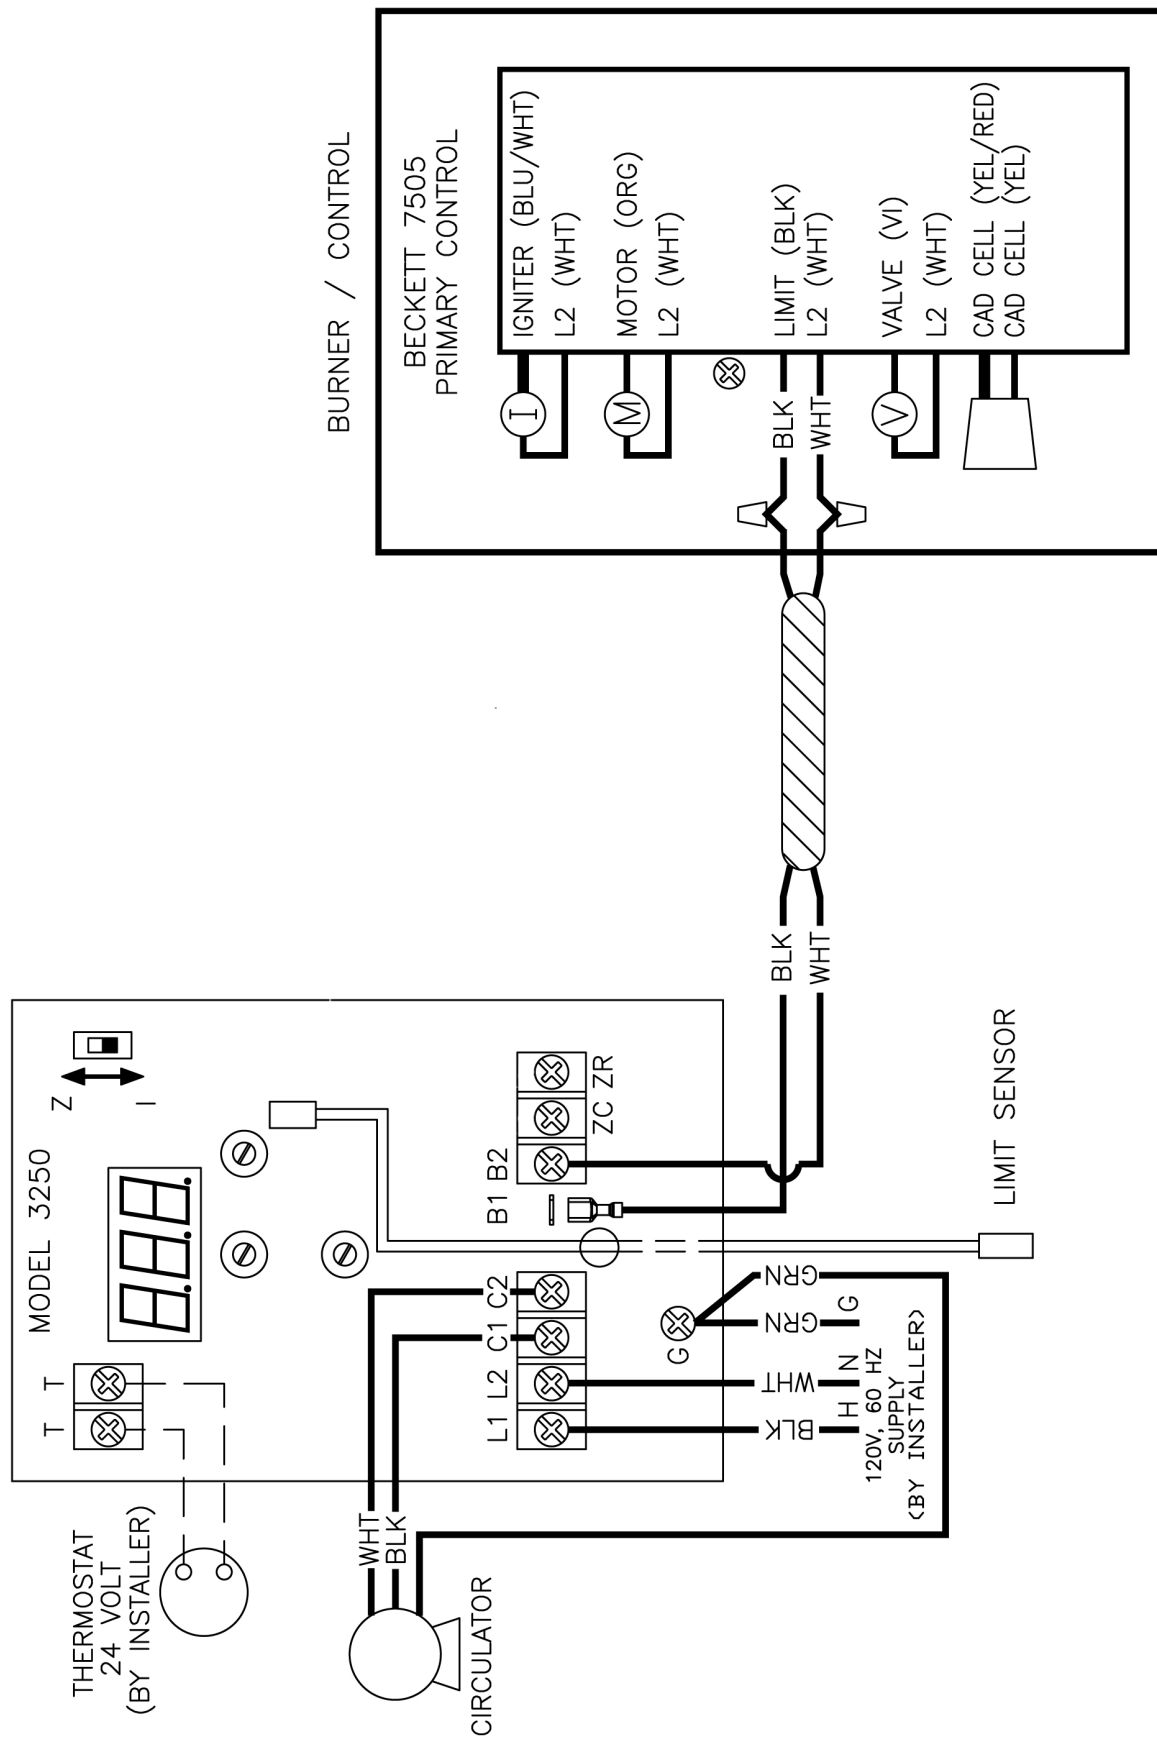 THERMOSTAT
24 VOLT
(BY INSTALLER)
T
T
MODEL 3250
Z
I
CIRCULATOR
WHT
BLK
L1
L2
C1
C2
B1
B2
ZC
ZR
G
BLK
WHT
GRN
GRN
H
N
G
120V, 60 HZ
SUPPLY
<BY INSTALLER>
LIMIT SENSOR
BLK
WHT
BURNER / CONTROL
BECKETT 7505
PRIMARY CONTROL
I
M
BLK
WHT
V
IGNITER (BLU/WHT)
L2 (WHT)
MOTOR (ORG)
L2 (WHT)
LIMIT (BLK)
L2 (WHT)
VALVE (VI)
L2 (WHT)
CAD CELL (YEL/RED)
CAD CELL (YEL)